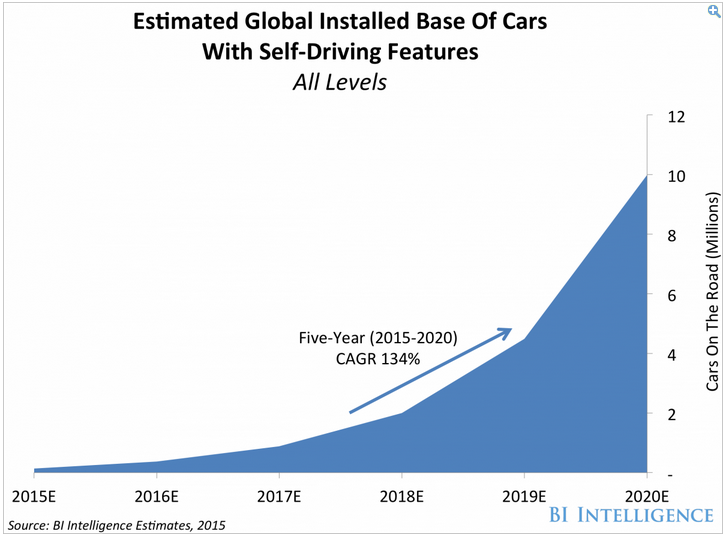 Estimated Global Installed Base Of Cars
With Self-Driving Features
All Levels
12
10
8
6
4
2
-
Cars On The Road (Millions)
Five-Year (2015-2020)
CAGR 134%
2015E 2016E 2017E 2018E 2019E 2020E
Source: BI Intelligence Estimates, 2015
BI INTELLIGENCE